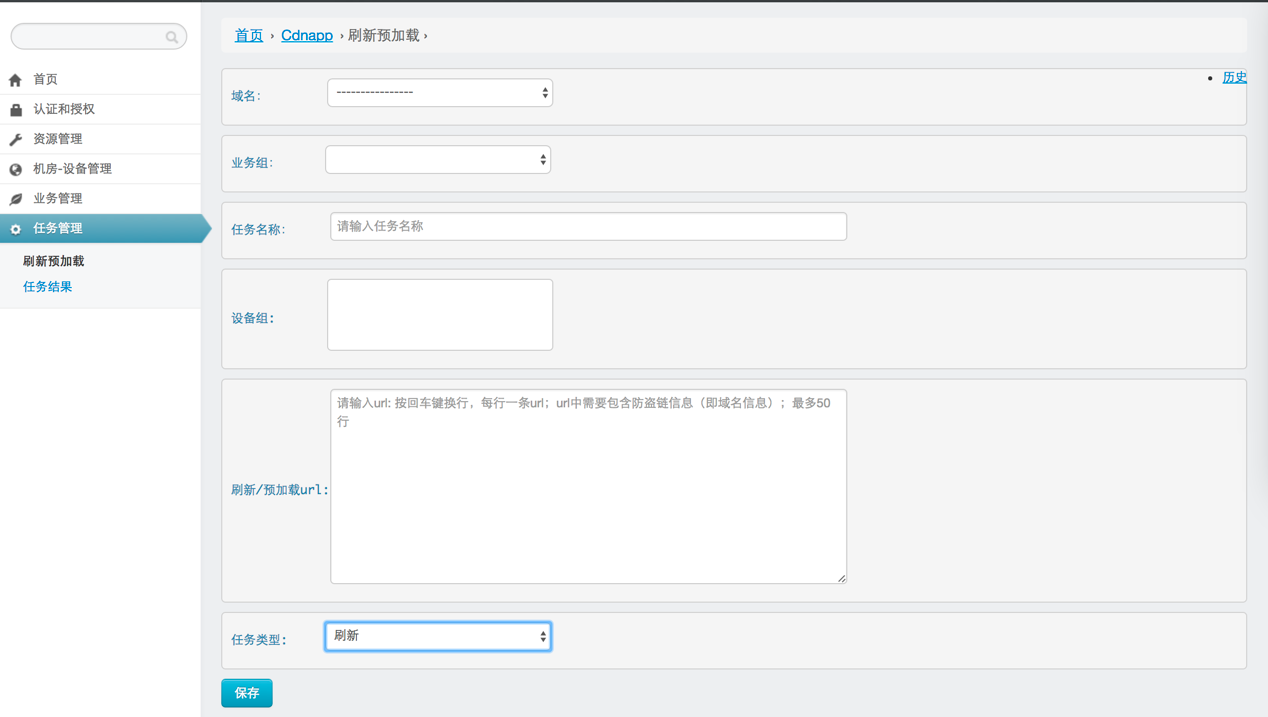 首页
认证和授权
资源管理
机房-设备管理
业务管理
任务管理
刷新预加载
任务结果
首页 › Cdnapp › 刷新预加载 ›
历史
域名:
----------------
业务组:
任务名称:
请输入任务名称
设备组:
刷新/预加载url:
请输入url: 按回车键换行，每行一条url；url中需要包含防盗链信息（即域名信息）；最多50
行
任务类型:
刷新
保存